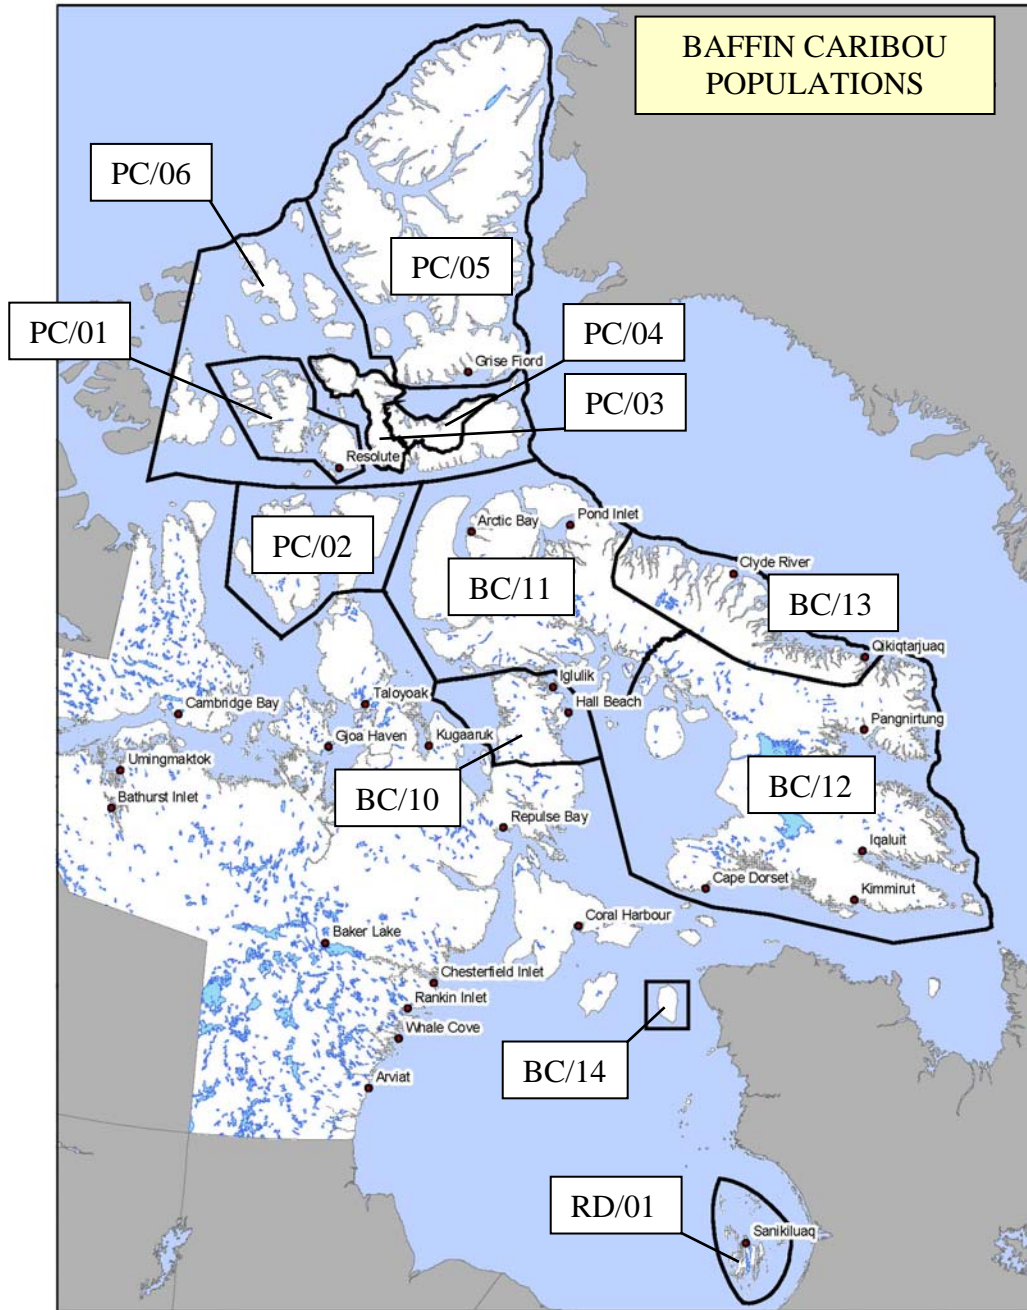 BAFFIN CARIBOU
POPULATIONS
PC/06
PC/05
PC/01
PC/04
Grise Fiord
PC/03
Resolute
PC/02
Arctic Bay
Pond Inlet
Clyde River
BC/11
BC/13
Qikiqtarjuaq
Iglulik
Taloyoak
Cambridge Bay
Hall Beach
Pangnirtung
Gjoa Haven
Kugaaruk
Umingmaktok
BC/10
BC/12
Bathurst Inlet
Repulse Bay
Iqaluit
Cape Dorset
Kimmirut
Coral Harbour
Baker Lake
Chesterfield Inlet
Rankin Inlet
Whale Cove
BC/14
Arviat
RD/01
Sanikiluaq